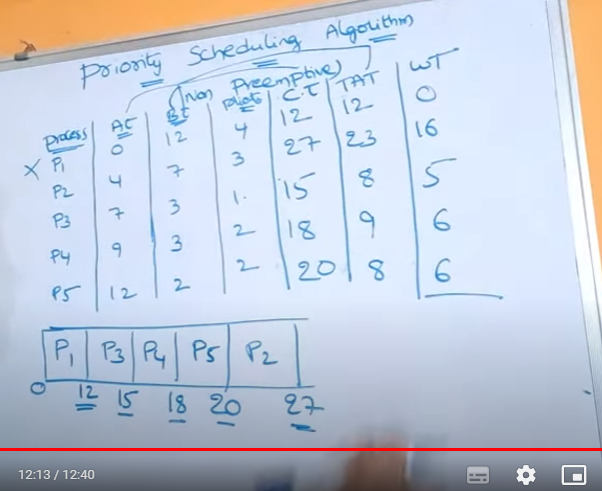 Priority Scheduling Algorithm
(Non Preemptive)
Process AT BT C.T TAT WT
P1 0 12 4 12 12 0
P2 4 7 3 27 23 16
P3 7 3 1 15 8 5
P4 9 3 2 18 9 6
P5 12 2 2 20 8 6
P1 P3 P4 P5 P2
0 12 15 18 20 27
12:13 / 12:40